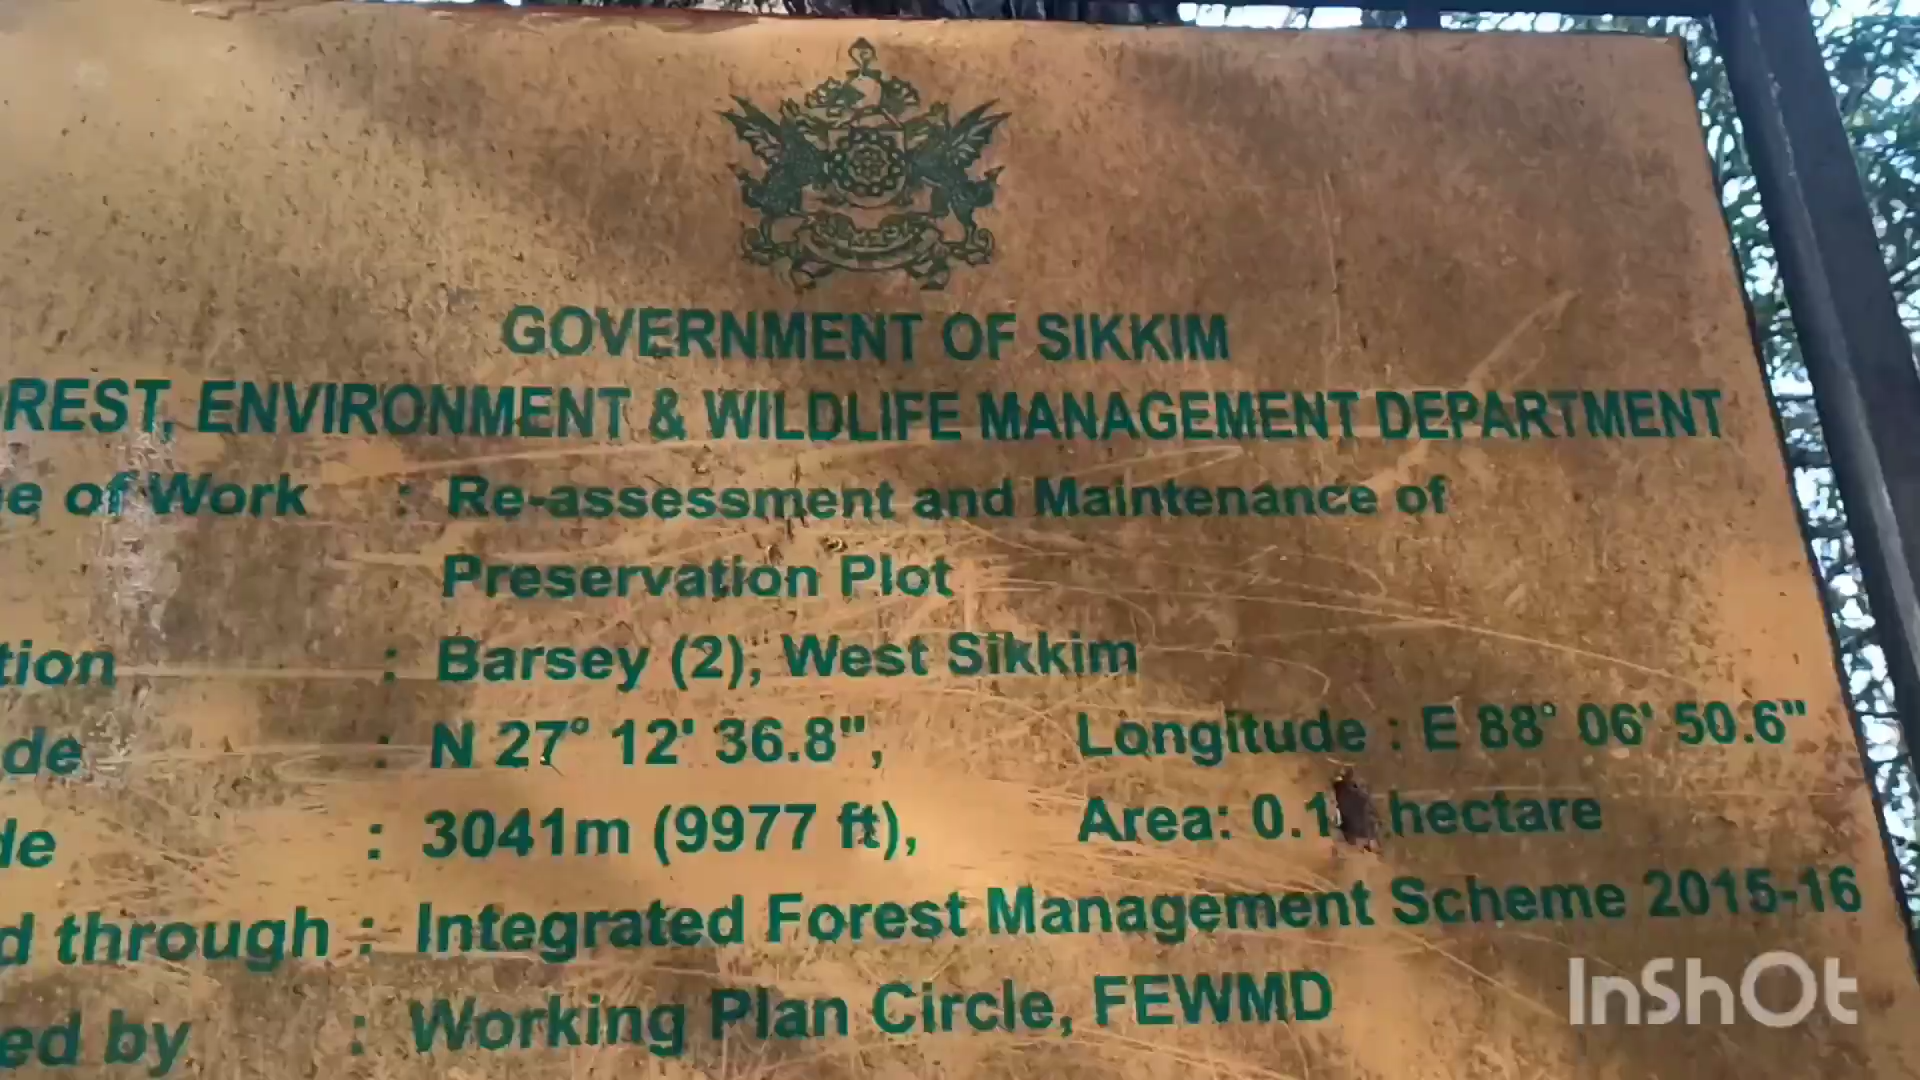 GOVERNMENT OF SIKKIM
REST, ENVIRONMENT & WILDLIFE MANAGEMENT DEPARTMENT
e of Work : Re-assessment and Maintenance of
Preservation Plot
tion : Barsey (2), West Sikkim
de : N 27° 12' 36.8", Longitude : E 88° 06' 50.6"
de : 3041m (9977 ft), Area: 0.1 hectare
d through : Integrated Forest Management Scheme 2015-16
ed by : Working Plan Circle, FEWMD
InShOt